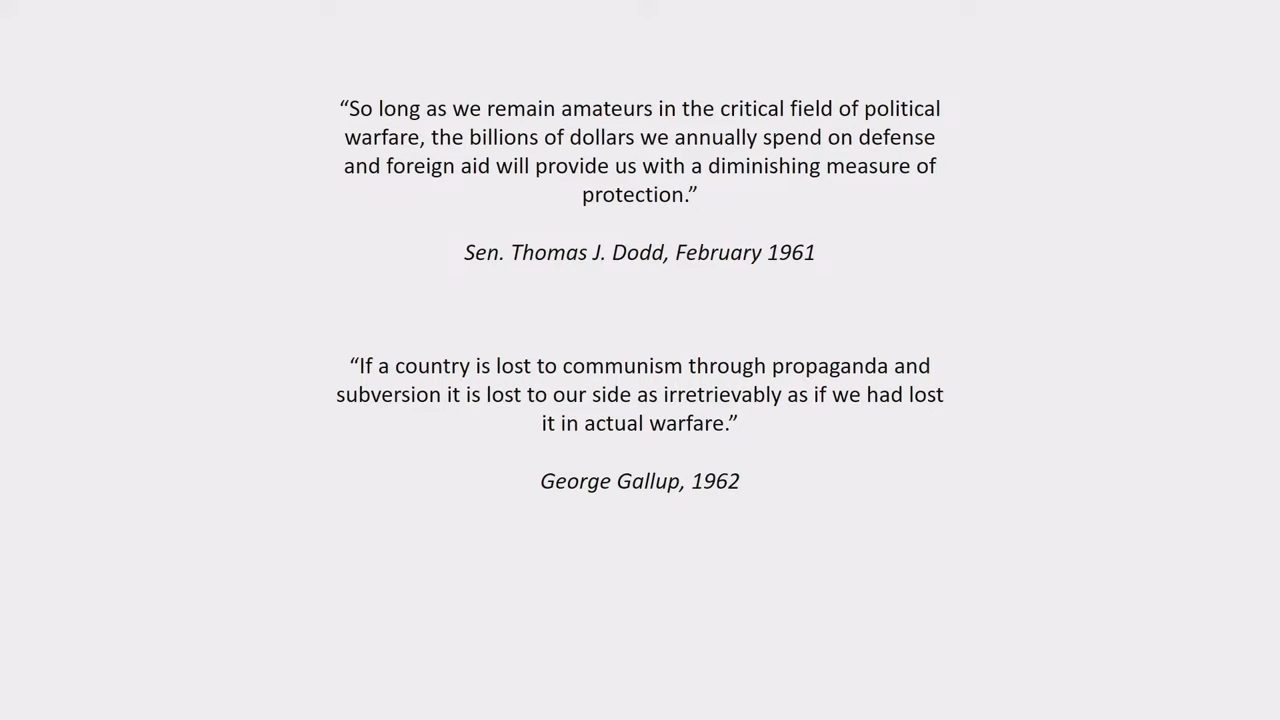 “So long as we remain amateurs in the critical field of political
warfare, the billions of dollars we annually spend on defense
and foreign aid will provide us with a diminishing measure of
protection.”
Sen. Thomas J. Dodd, February 1961
“If a country is lost to communism through propaganda and
subversion it is lost to our side as irretrievably as if we had lost
it in actual warfare.”
George Gallup, 1962